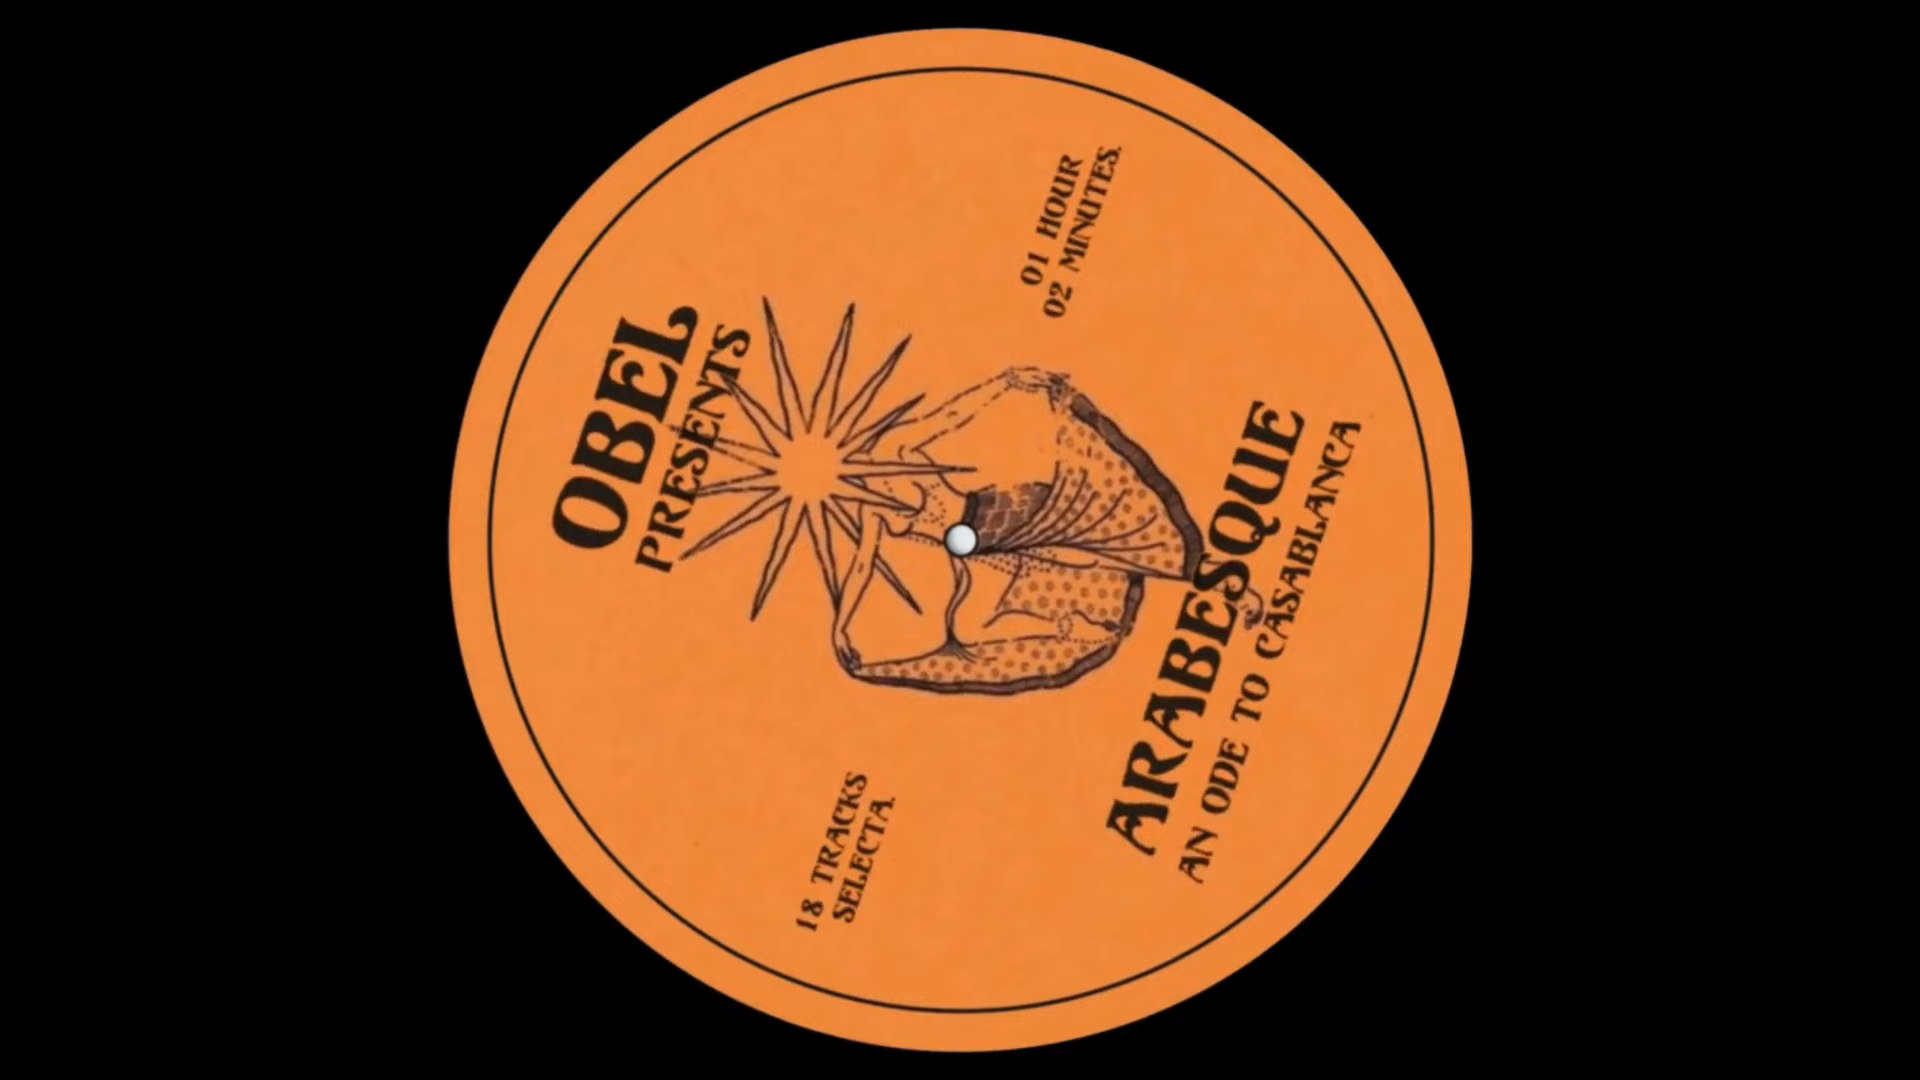 OBEL
PRESENTS
01 HOUR
02 MINUTES.
18 TRACKS
SELECTA.
ARABESQUE
AN ODE TO CASABLANCA